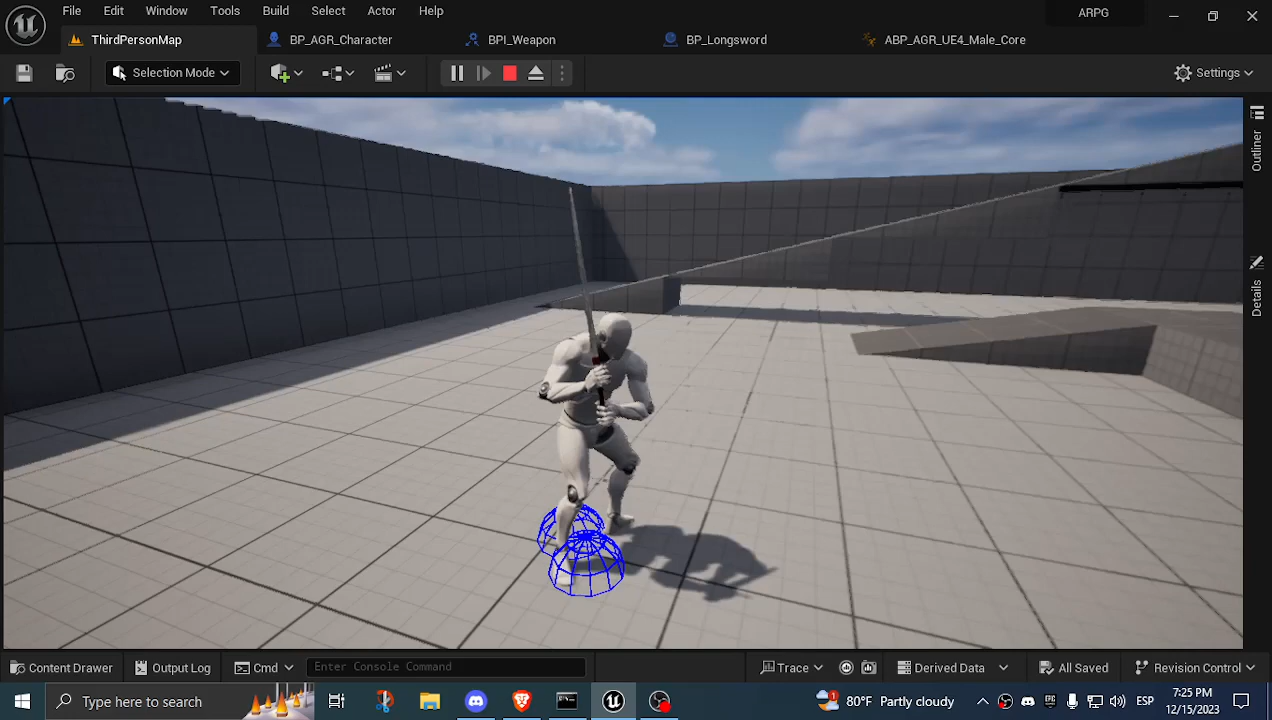 File Edit Window Tools Build Select Actor Help
ARPG
ThirdPersonMap
BP_AGR_Character
BPI_Weapon
BP_Longsword
ABP_AGR_UE4_Male_Core
Selection Mode
Settings
Outliner
Details
Content Drawer
Output Log
Cmd
Enter Console Command
Trace
Derived Data
All Saved
Revision Control
Type here to search
1
80°F Partly cloudy
EPIC
ESP
7:25 PM
12/15/2023